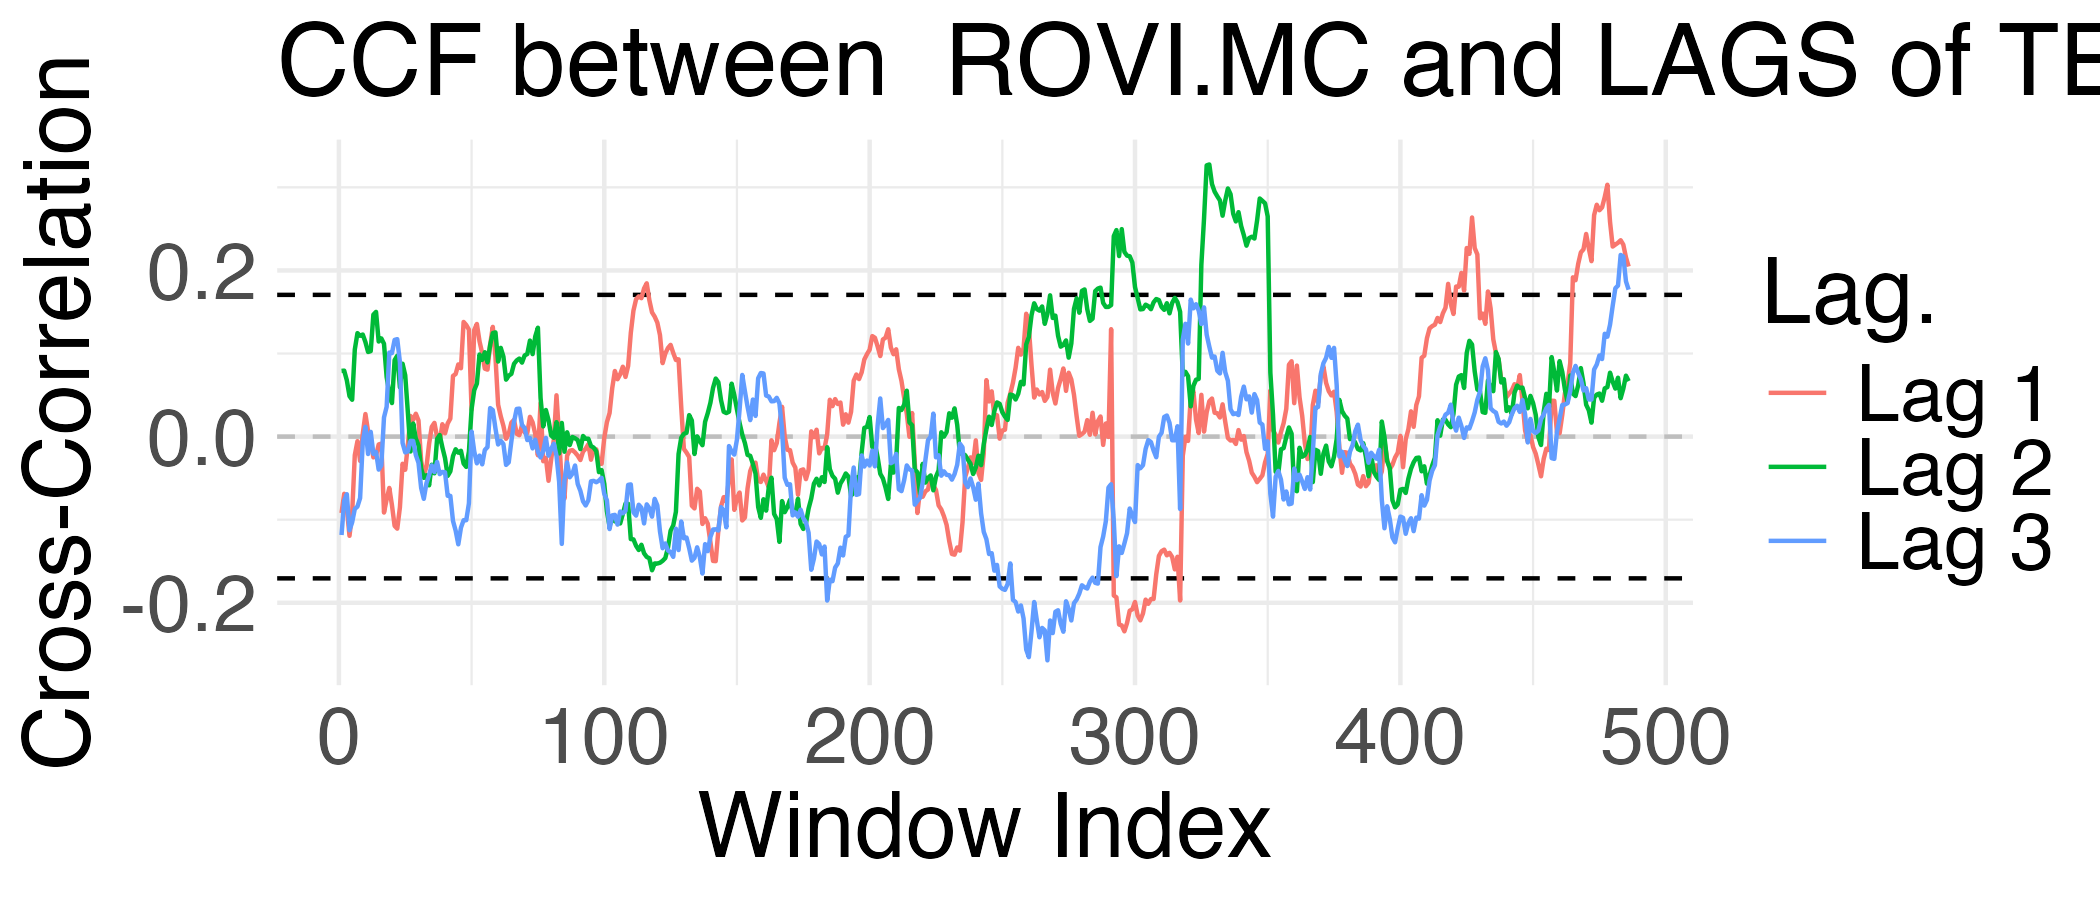 CCF between ROVI.MC and LAGS of TE
Cross-Correlation
0.2
0.0
-0.2
0
100
200
300
400
500
Window Index
Lag.
Lag 1
Lag 2
Lag 3